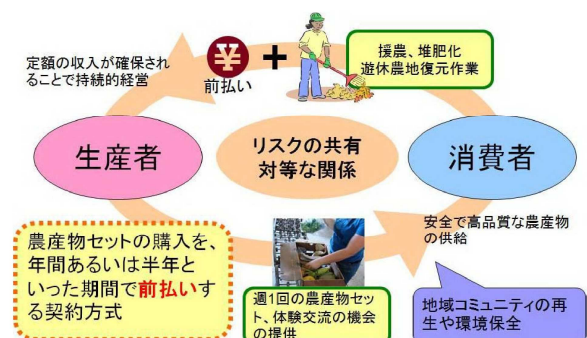 援農、堆肥化
遊休農地復元作業
定額の収入が確保され
ることで持続的経営
¥
前払い
+
生産者
リスクの共有
対等な関係
消費者
安全で高品質な農産物
の供給
農産物セットの購入を、
年間あるいは半年と
いった期間で前払いす
る契約方式
週1回の農産物セッ
ト、体験交流の機会
の提供
地域コミュニティの再
生や環境保全